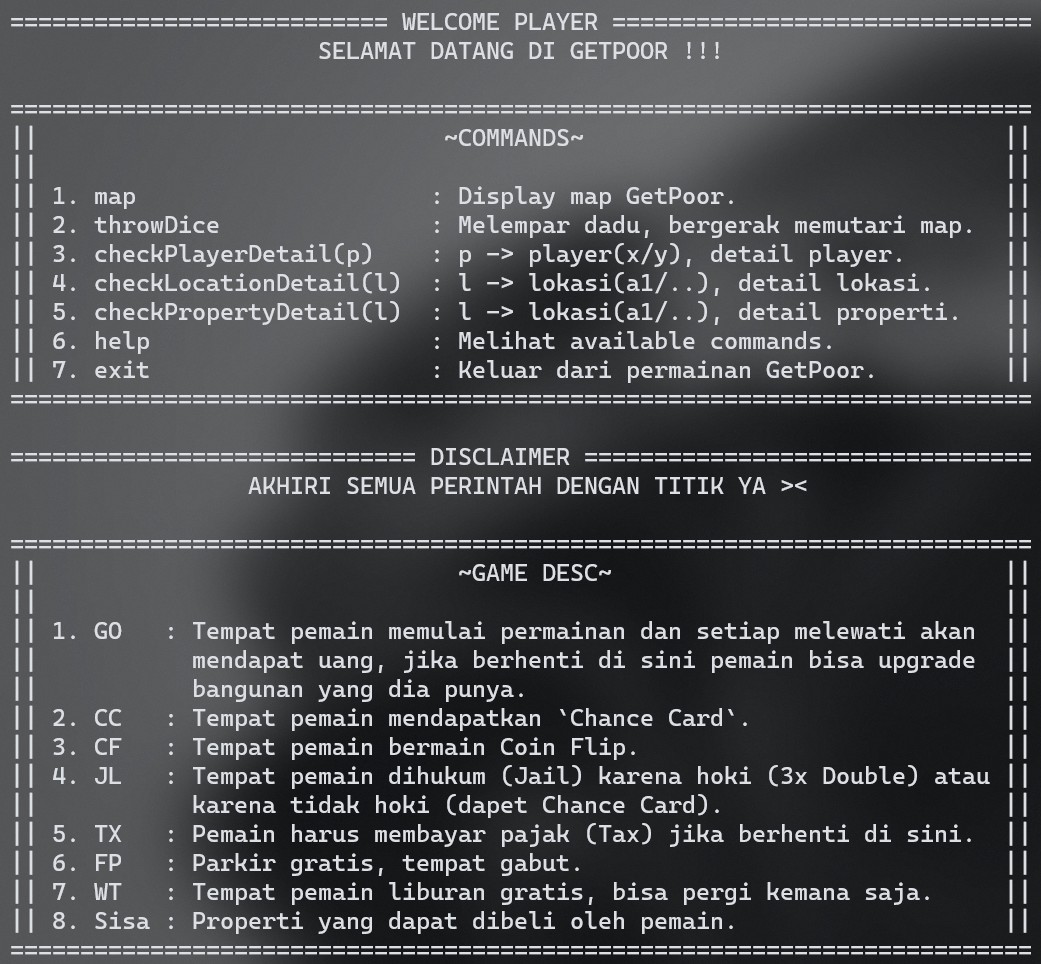 =========================== WELCOME PLAYER ==============================
SELAMAT DATANG DI GETPOOR !!!
=========================================================================
|| ~COMMANDS~ ||
|| ||
|| 1. map : Display map GetPoor. ||
|| 2. throwDice : Melempar dadu, bergerak memutari map. ||
|| 3. checkPlayerDetail(p) : p -> player(x/y), detail player. ||
|| 4. checkLocationDetail(l) : l -> lokasi(a1/..), detail lokasi. ||
|| 5. checkPropertyDetail(l) : l -> lokasi(a1/..), detail properti. ||
|| 6. help : Melihat available commands. ||
|| 7. exit : Keluar dari permainan GetPoor. ||
=========================================================================
============================= DISCLAIMER ================================
AKHIRI SEMUA PERINTAH DENGAN TITIK YA ><
=========================================================================
|| ~GAME DESC~ ||
|| ||
|| 1. GO : Tempat pemain memulai permainan dan setiap melewati akan ||
|| mendapat uang, jika berhenti di sini pemain bisa upgrade ||
|| bangunan yang dia punya. ||
|| 2. CC : Tempat pemain mendapatkan `Chance Card`. ||
|| 3. CF : Tempat pemain bermain Coin Flip. ||
|| 4. JL : Tempat pemain dihukum (Jail) karena hoki (3x Double) atau ||
|| karena tidak hoki (dapet Chance Card). ||
|| 5. TX : Pemain harus membayar pajak (Tax) jika berhenti di sini. ||
|| 6. FP : Parkir gratis, tempat gabut. ||
|| 7. WT : Tempat pemain liburan gratis, bisa pergi kemana saja. ||
|| 8. Sisa : Properti yang dapat dibeli oleh pemain. ||
=========================================================================